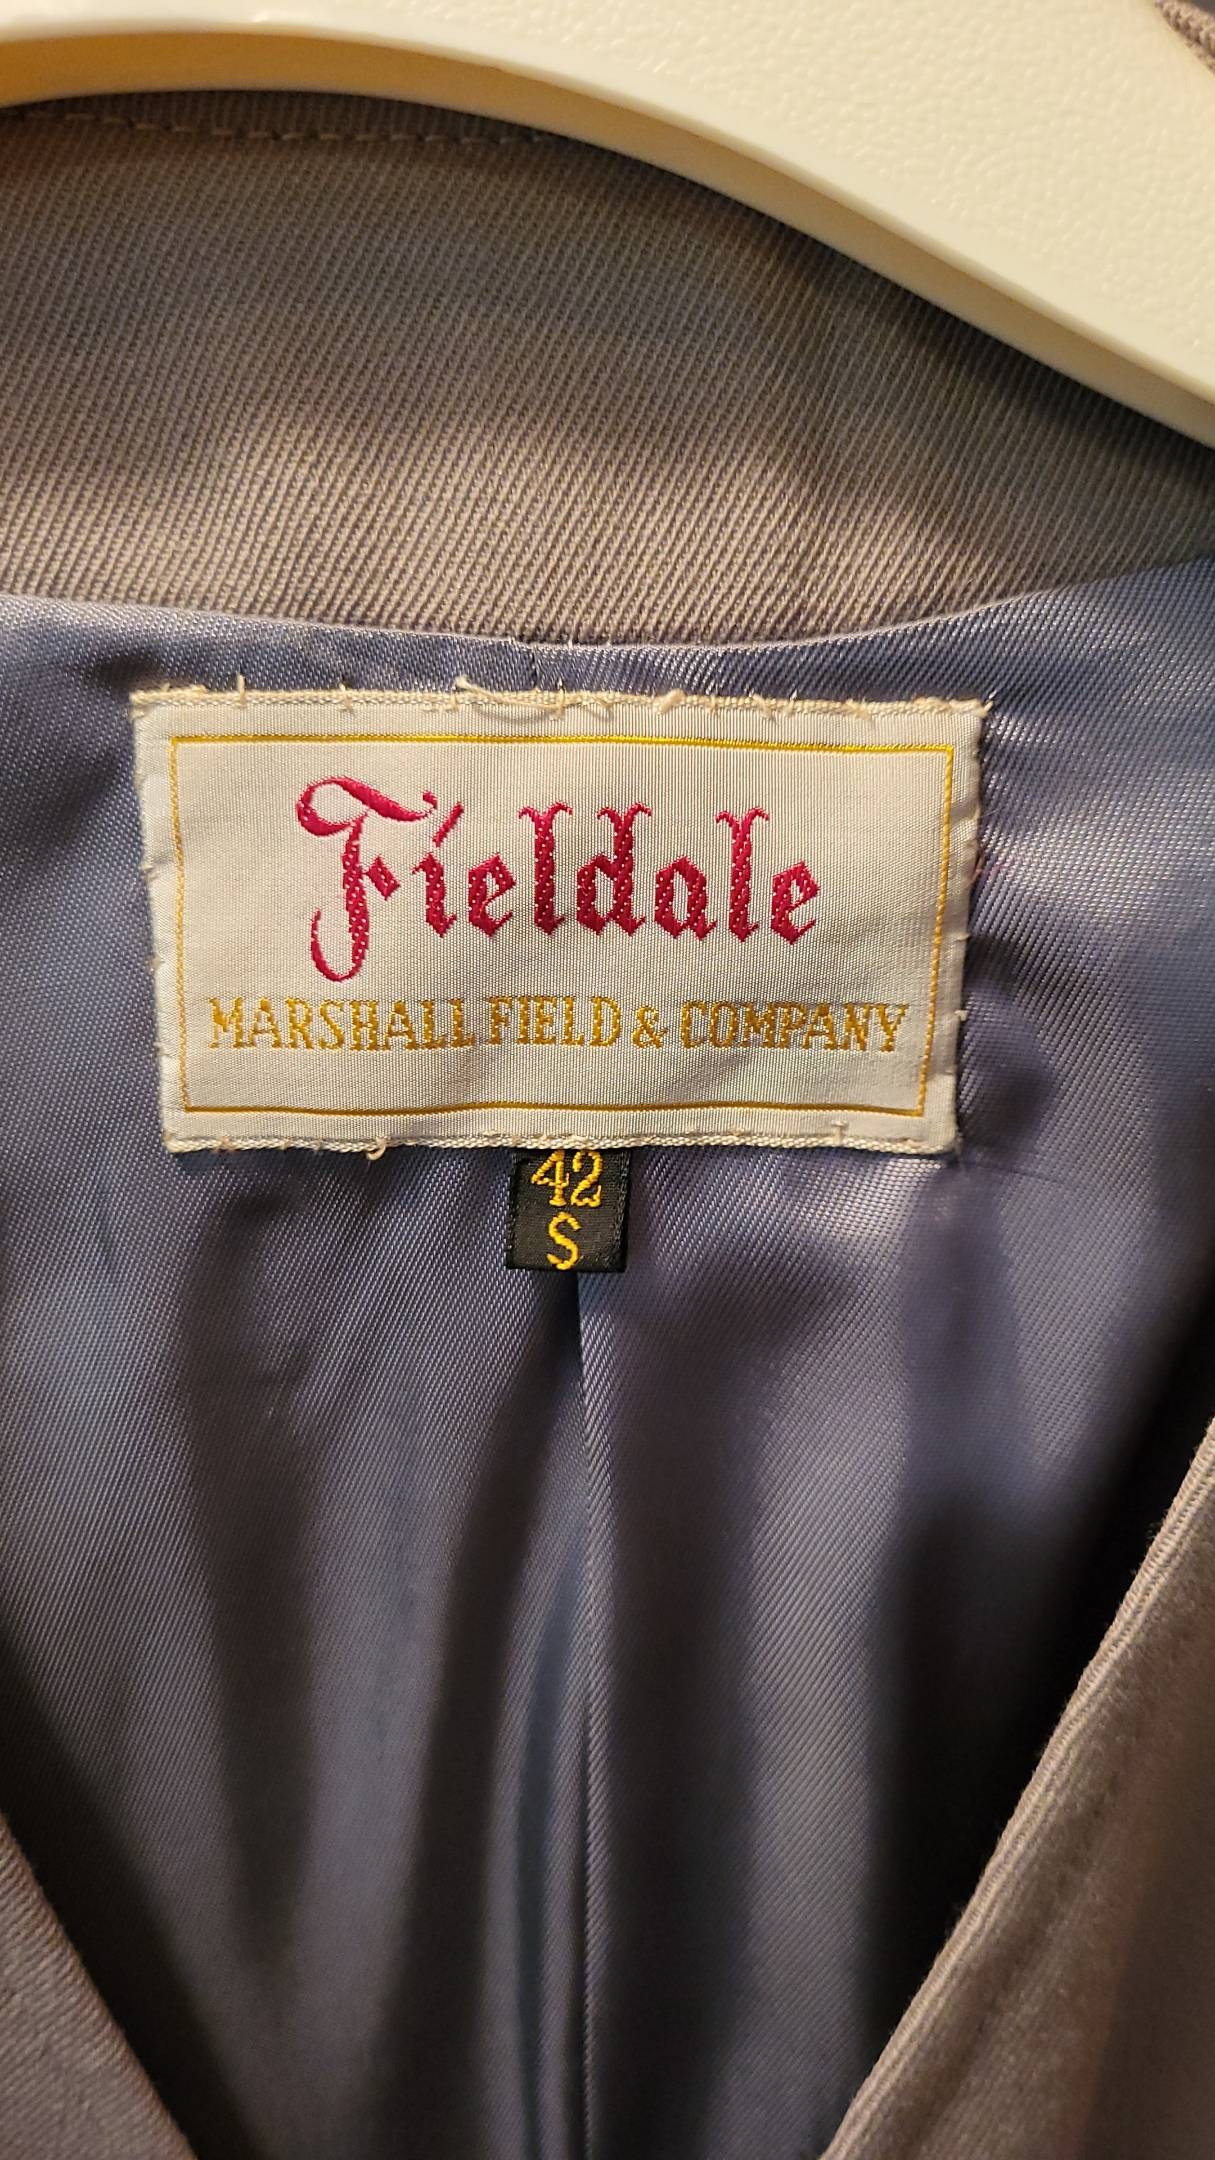 Fieldale
MARSHALL FIELD & COMPANY
42
S